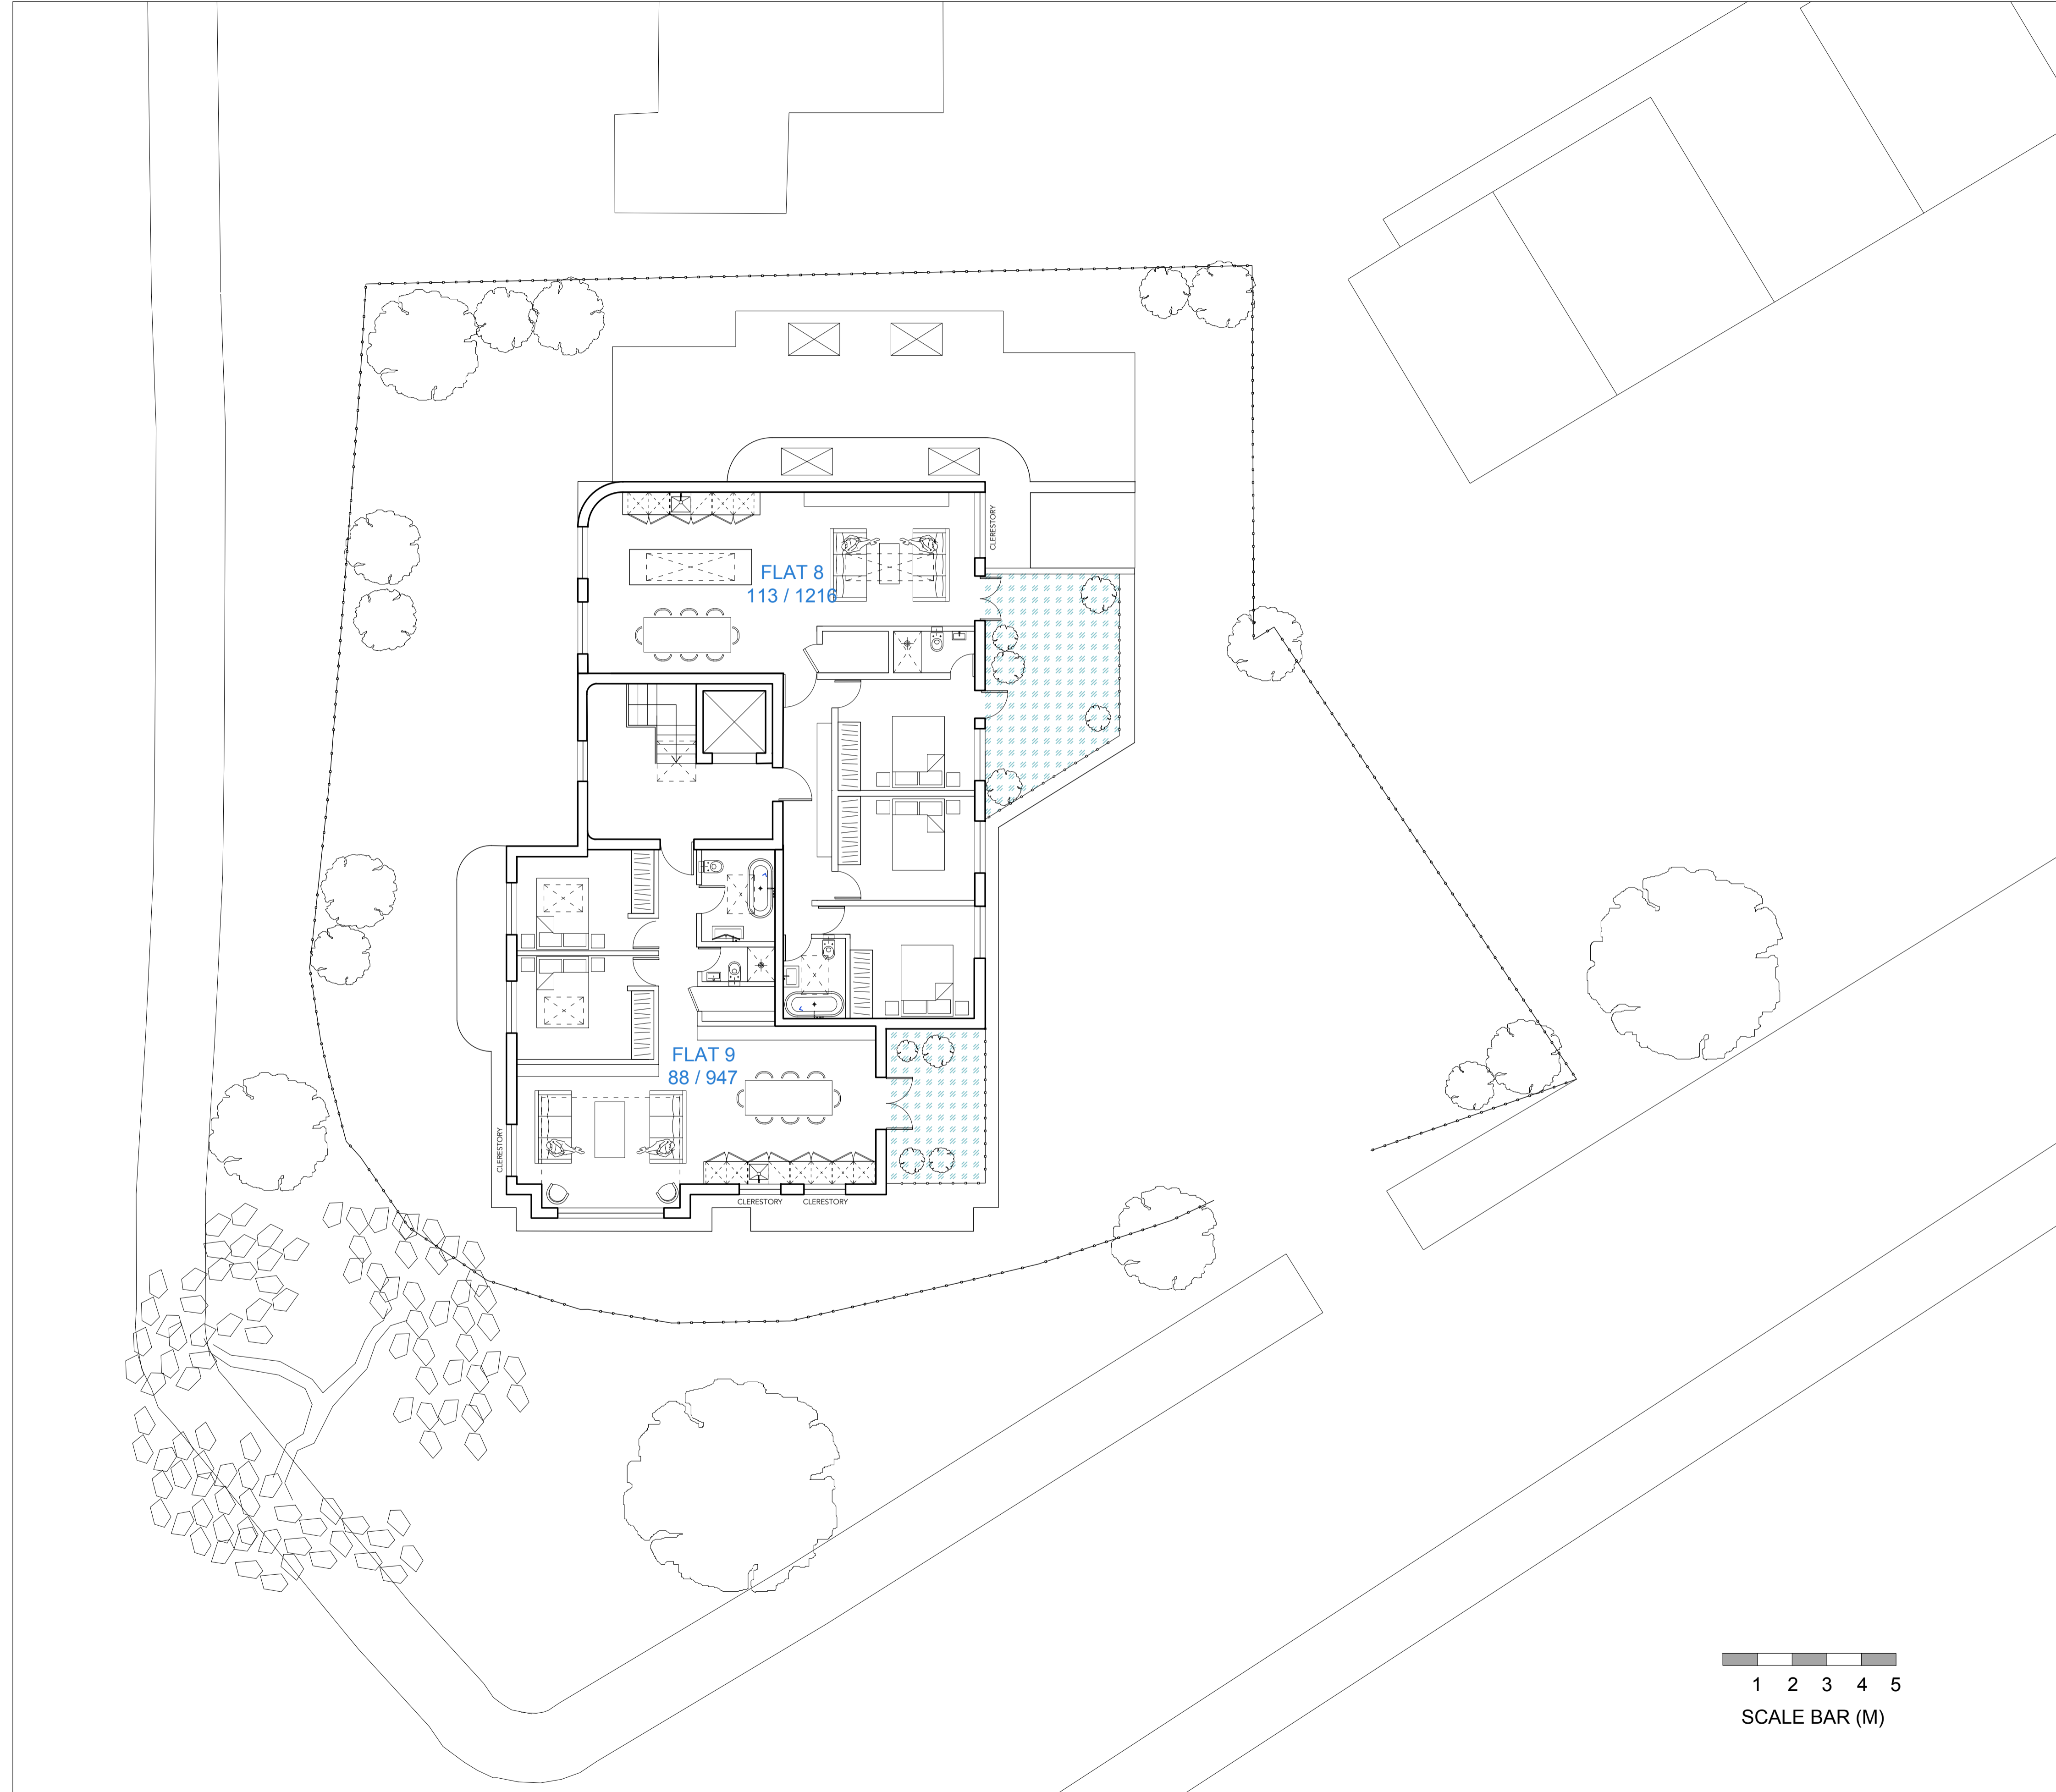 CLERESTORY
FLAT 8
113 / 1216
FLAT 9
88 / 947
CLERESTORY
CLERESTORY
CLERESTORY
1 2 3 4 5
SCALE BAR (M)